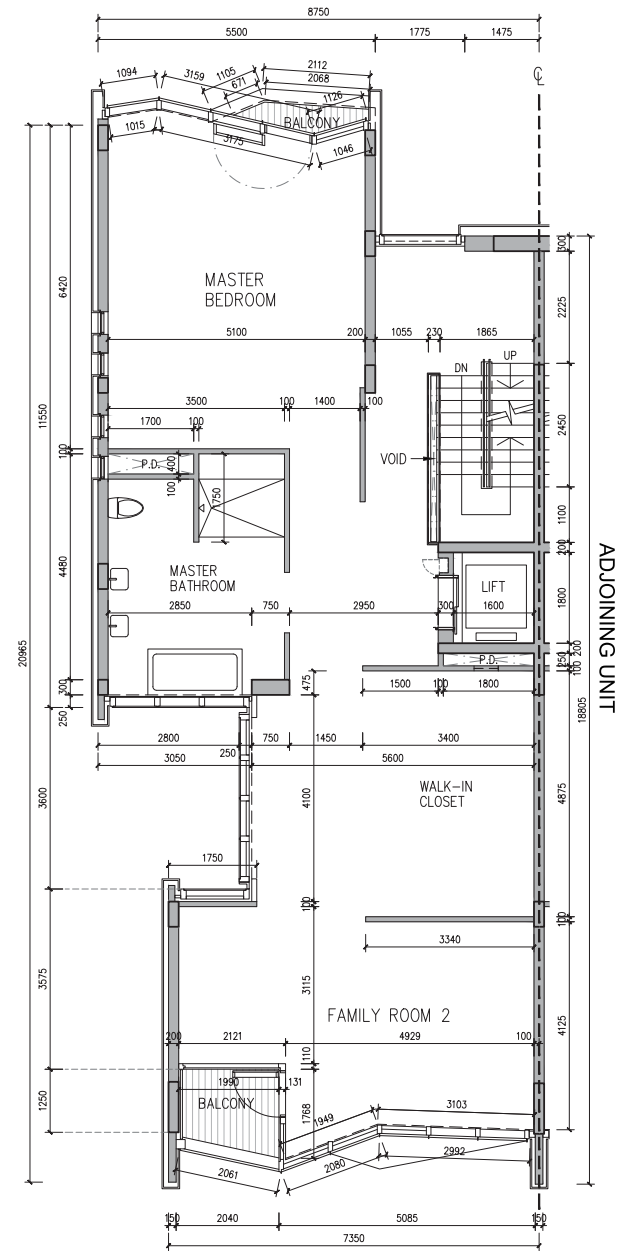 8750
5500 1775 1475
℄
2112
1094 3159 1105 2068
671
1126
BALCONY
1015 3175 1046
300
6420
MASTER
BEDROOM
2225
5100 200 1055 230 1865
UP
DN
3500 100 1400 100
11550
1700 100
2450
VOID
100
P.D. 400
100
1750
1100
200
4480
MASTER
BATHROOM
LIFT
1800
ADJOINING UNIT
2850 750 2950 300 1600
20965
200
P.D.
250
100
300
475
1500 100 1800
250
18805
2800 250 750 1450 3400
3050 5600
WALK-IN
CLOSET
3600
4100
4875
1750
100
100
3340
3575
3115
FAMILY ROOM 2
4125
200 2121 4929 100
110
1990 131
BALCONY
1250
1768
1949
3103
2061
2080
2992
150 2040 5085 150
7350